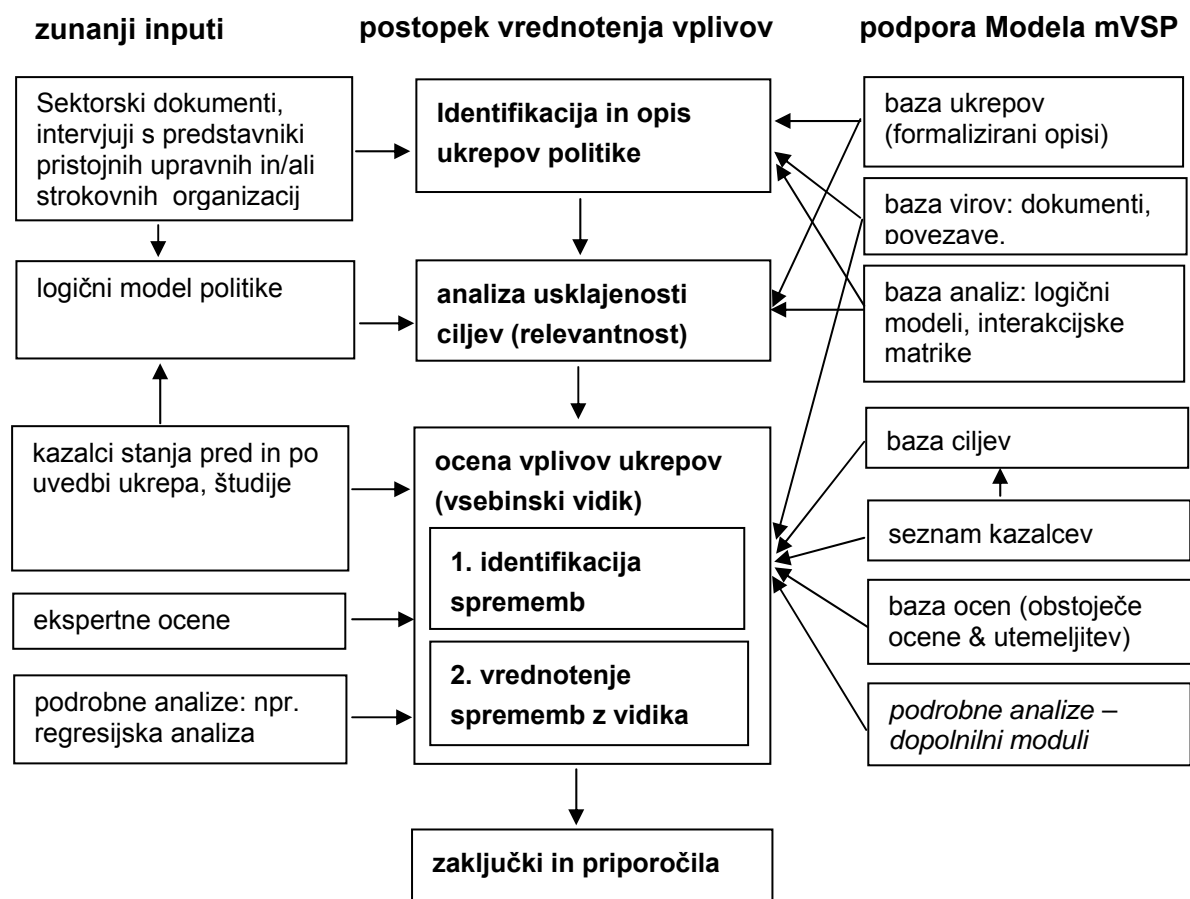 zunanji inputi
postopek vrednotenja vplivov
podpora Modela mVSP
Sektorski dokumenti,
intervjuji s predstavniki
pristojnih upravnih in/ali
strokovnih organizacij
logični model politike
kazalci stanja pred in po
uvedbi ukrepa, študije
ekspertne ocene
podrobne analize: npr.
regresijska analiza
Identifikacija in opis
ukrepov politike
analiza usklajenosti
ciljev (relevantnost)
ocena vplivov ukrepov
(vsebinski vidik)
1. identifikacija
sprememb
2. vrednotenje
sprememb z vidika
zaključki in priporočila
baza ukrepov
(formalizirani opisi)
baza virov: dokumenti,
povezave.
baza analiz: logični
modeli, interakcijske
matrike
baza ciljev
seznam kazalcev
baza ocen (obstoječe
ocene & utemeljitev)
podrobne analize –
dopolnilni moduli